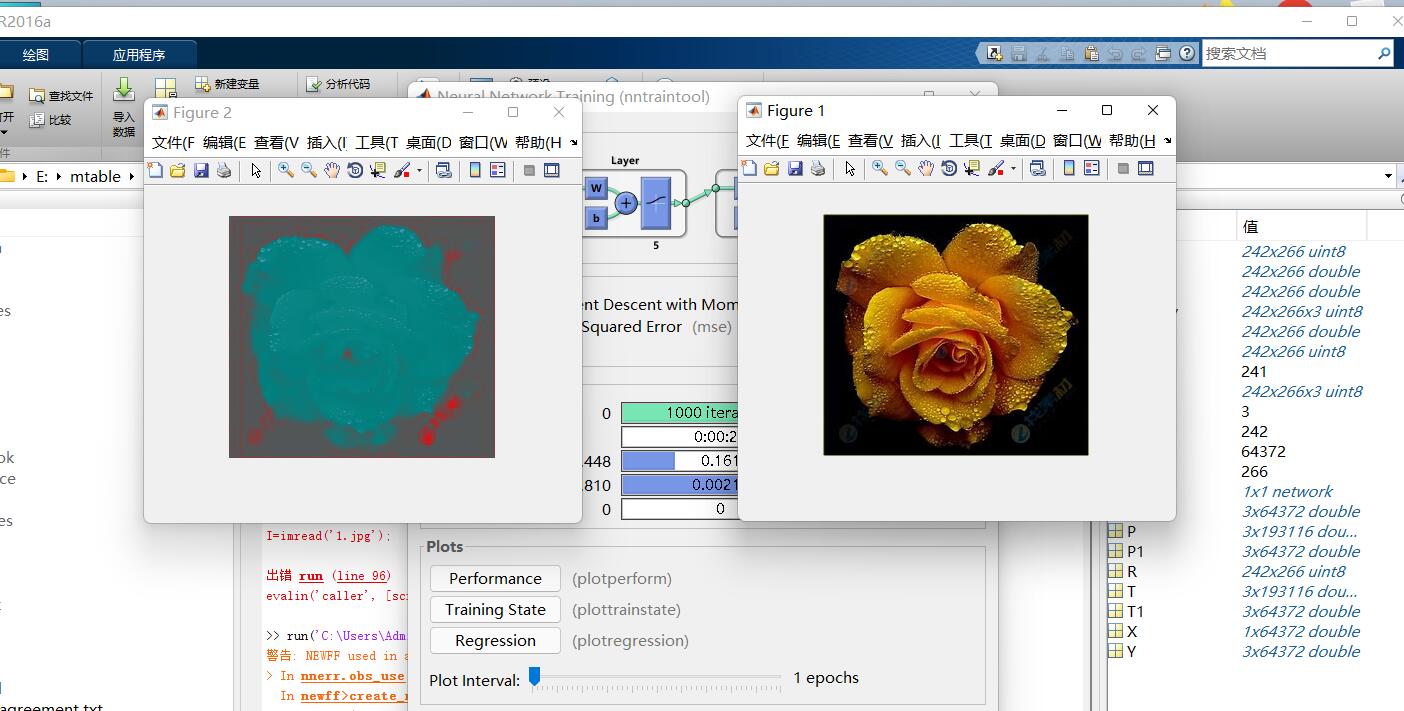 R2016a
绘图 应用程序
搜索文档
查找文件
新建变量
分析代码
比较
导入
数据
Neural Network Training (nntraintool)
Figure 2
文件(F 编辑(E 查看(V 插入(I 工具(T 桌面(D 窗口(W 帮助(H
Figure 1
文件(F 编辑(E 查看(V 插入(I 工具(T 桌面(D 窗口(W 帮助(H
E: mtable
Layer
W
b
5
ent Descent with Mom
Squared Error (mse)
0 1000 itera
0:00:2
.448 0.161
.810 0.0021
0 0
Plots
Performance (plotperform)
Training State (plottrainstate)
Regression (plotregression)
Plot Interval: 1 epochs
I=imread('1.jpg');
出错 run (line 96)
evalin('caller', [sc
>> run('C:\Users\Adm
警告: NEWFF used in a
> In nnerr.obs_use
In newff>create_
agreement.txt
值
242x266 uint8
242x266 double
242x266 double
242x266x3 uint8
242x266 double
242x266 uint8
241
242x266x3 uint8
3
242
64372
266
1x1 network
3x64372 double
P 3x193116 dou...
P1 3x64372 double
R 242x266 uint8
T 3x193116 dou...
T1 3x64372 double
X 1x64372 double
Y 3x64372 double